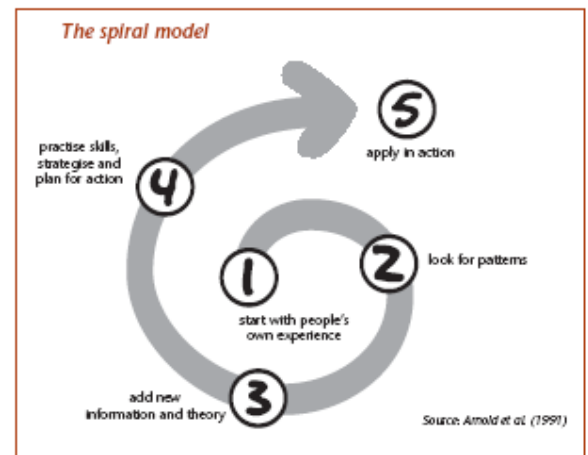 The spiral model
5
apply in action
practise skills,
strategise and
plan for action
4
1
start with people's
own experience
2
look for patterns
3
add new
information and theory
Source: Arnold et al. (1991)